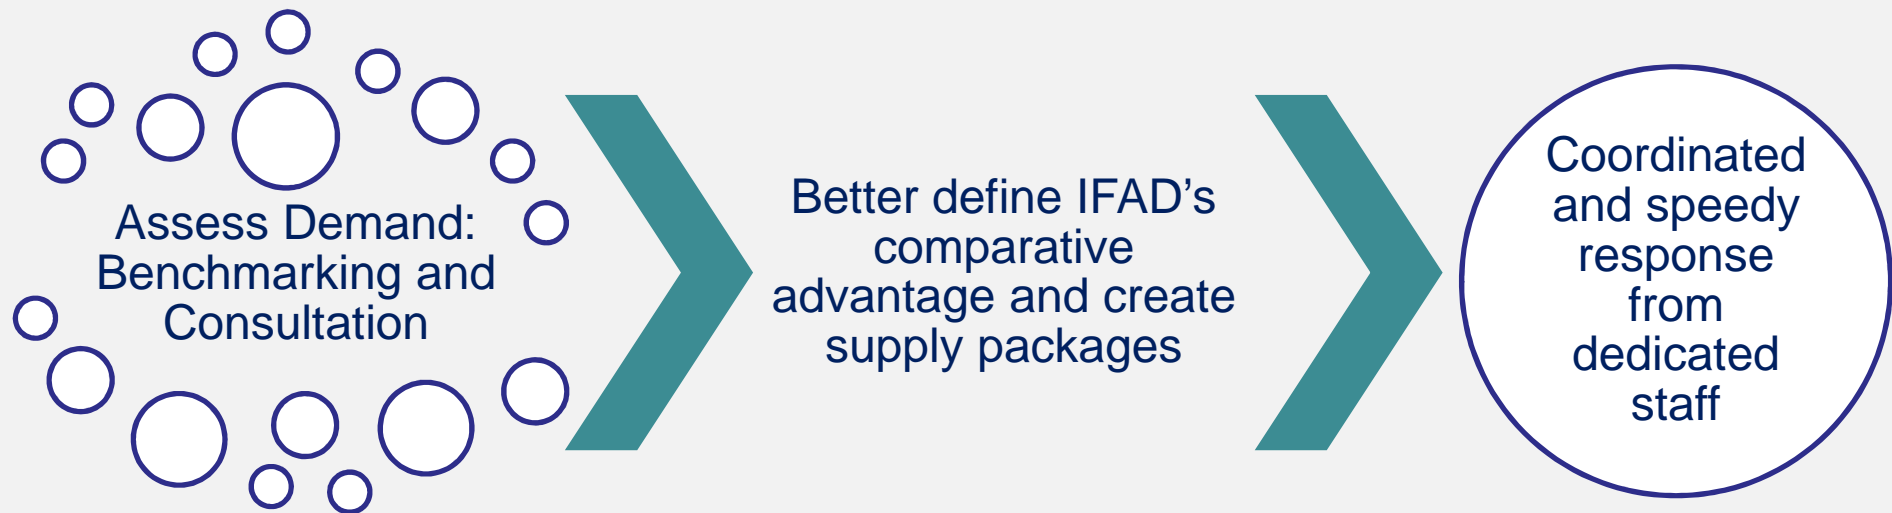 Assess Demand:
Benchmarking and
Consultation
Better define IFAD’s
comparative
advantage and create
supply packages
Coordinated
and speedy
response
from
dedicated
staff